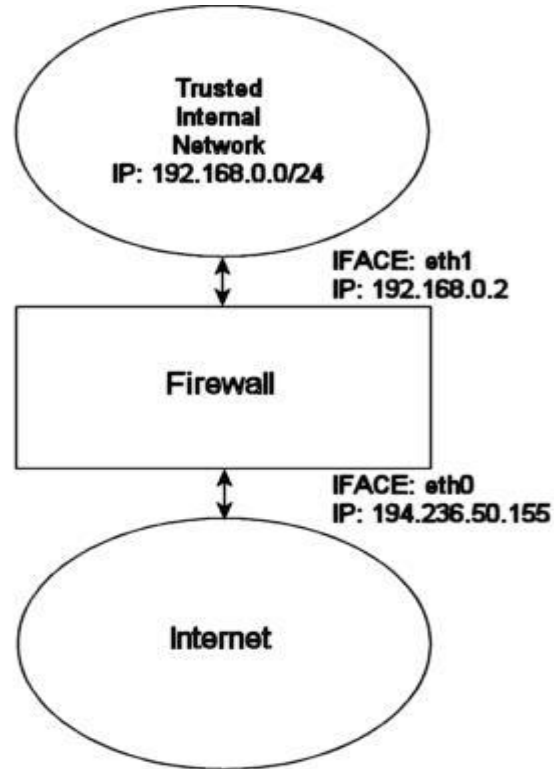 Trusted
Internal
Network
IP: 192.168.0.0/24
IFACE: eth1
IP: 192.168.0.2
Firewall
IFACE: eth0
IP: 194.236.50.155
Internet